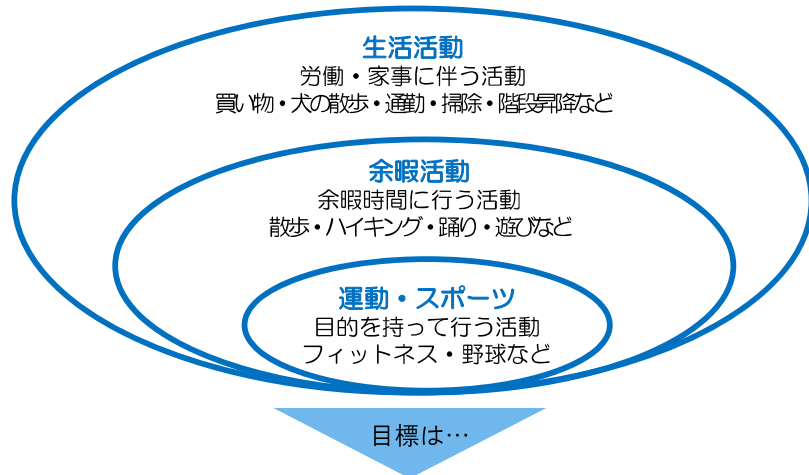 生活活動
労働・家事に伴う活動
買い物・犬の散歩・通勤・掃除・階段昇降など
余暇活動
余暇時間に行う活動
散歩・ハイキング・踊り・遊びなど
運動・スポーツ
目的を持って行う活動
フィットネス・野球など
目標は…